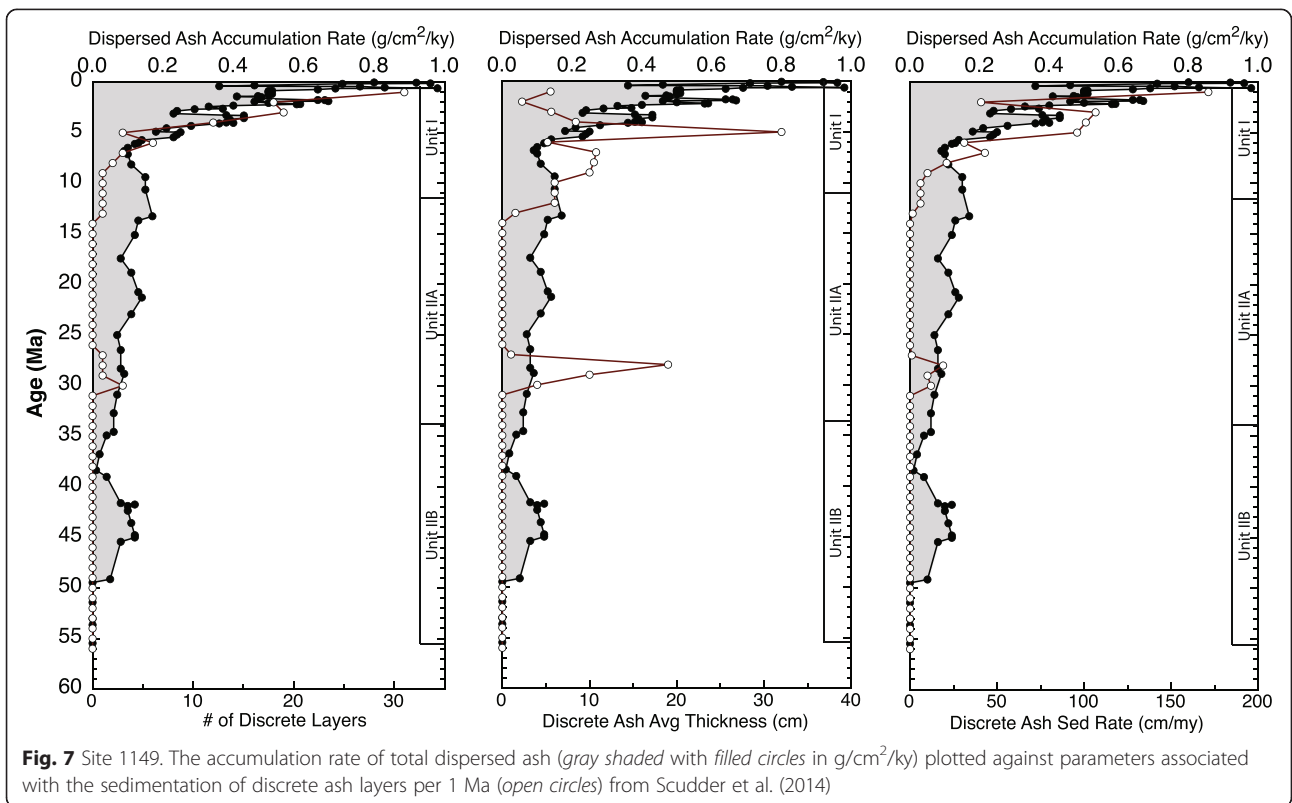 Dispersed Ash Accumulation Rate (g/cm²/ky)
0.0 0.2 0.4 0.6 0.8 1.0
Dispersed Ash Accumulation Rate (g/cm²/ky)
0.0 0.2 0.4 0.6 0.8 1.0
Dispersed Ash Accumulation Rate (g/cm²/ky)
0.0 0.2 0.4 0.6 0.8 1.0
Age (Ma)
0
5
10
15
20
25
30
35
40
45
50
55
60
Unit I
Unit IIA
Unit IIB
Unit I
Unit IIA
Unit IIB
Unit I
Unit IIA
Unit IIB
0 10 20 30
# of Discrete Layers
0 10 20 30 40
Discrete Ash Avg Thickness (cm)
0 50 100 150 200
Discrete Ash Sed Rate (cm/my)
Fig. 7 Site 1149. The accumulation rate of total dispersed ash (gray shaded with filled circles in g/cm²/ky) plotted against parameters associated
with the sedimentation of discrete ash layers per 1 Ma (open circles) from Scudder et al. (2014)